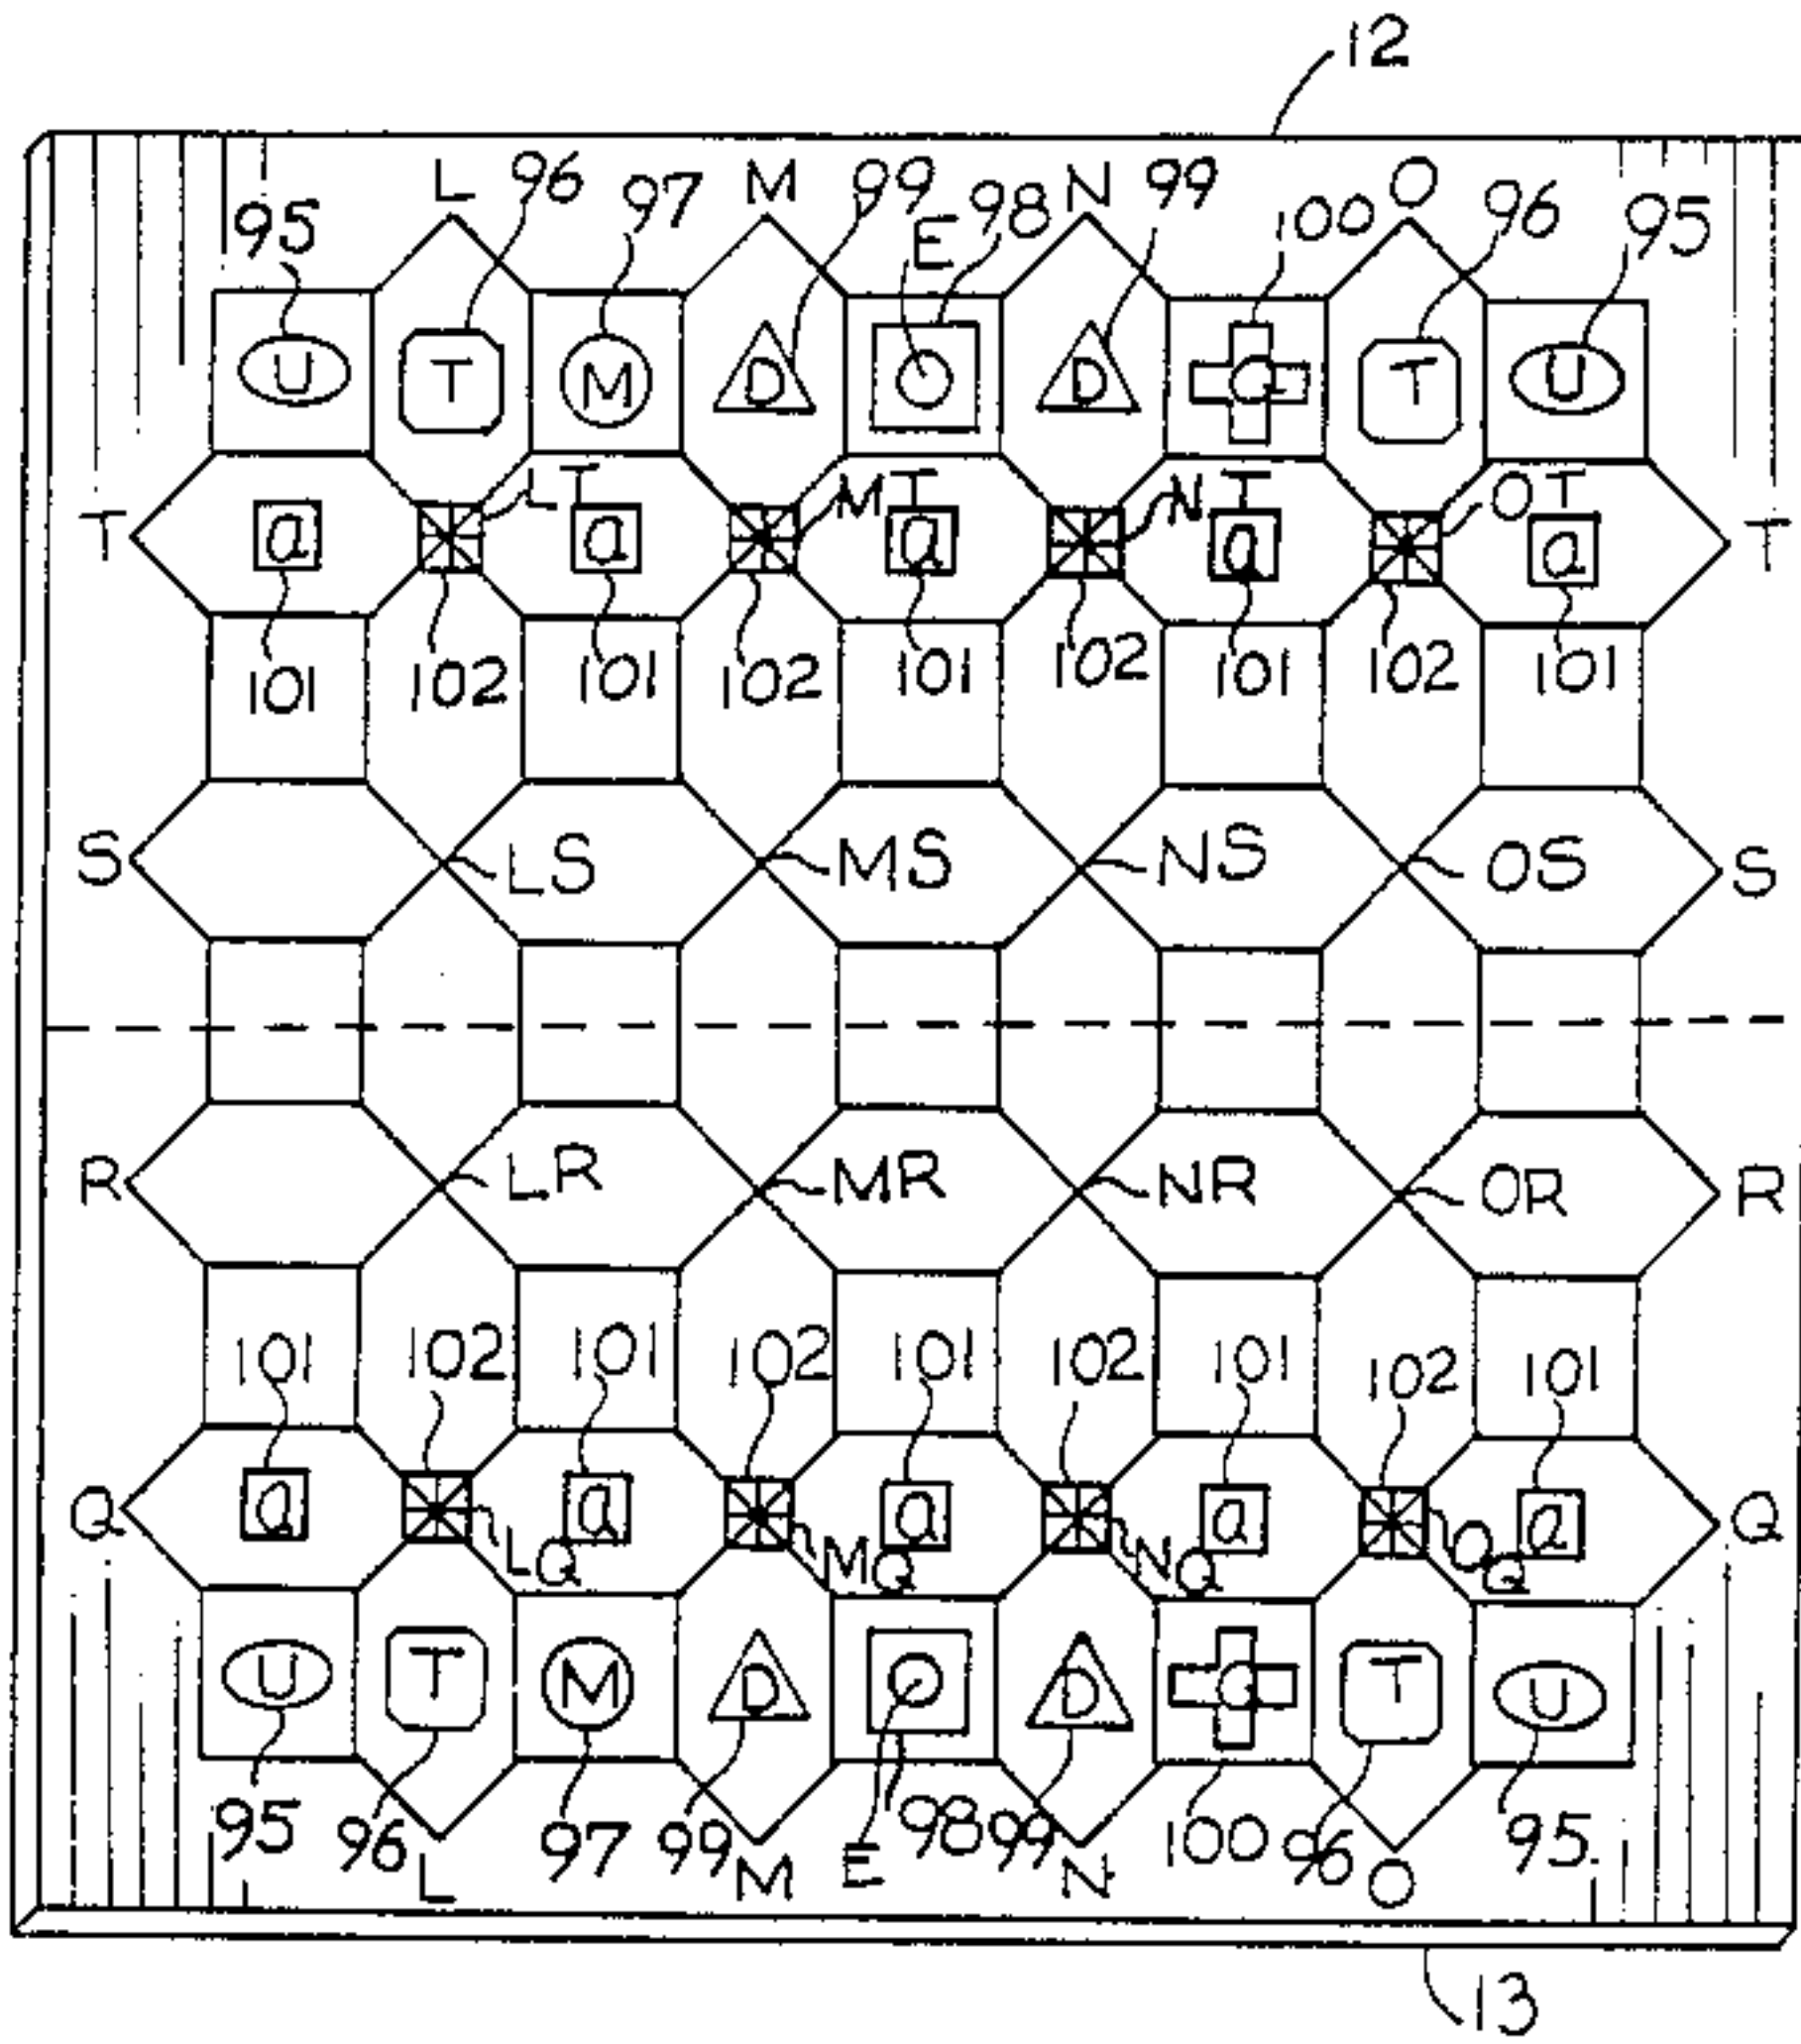 12
L 96 97 M 99 E 98 N 99 100 O 96 95
95
U T M D D Q T U
LT MT NT OT
T a a a a a T
101 102 101 102 101 102 101 102 101
S LS MS NS OS S
R LR MR NR OR R
101 102 101 102 101 102 101 102 101
Q a a a a a Q
LQ MQ NQ OQ
U T M D D Q T U
95 96 97 99 98 99 100 96 95
L M E N O
13